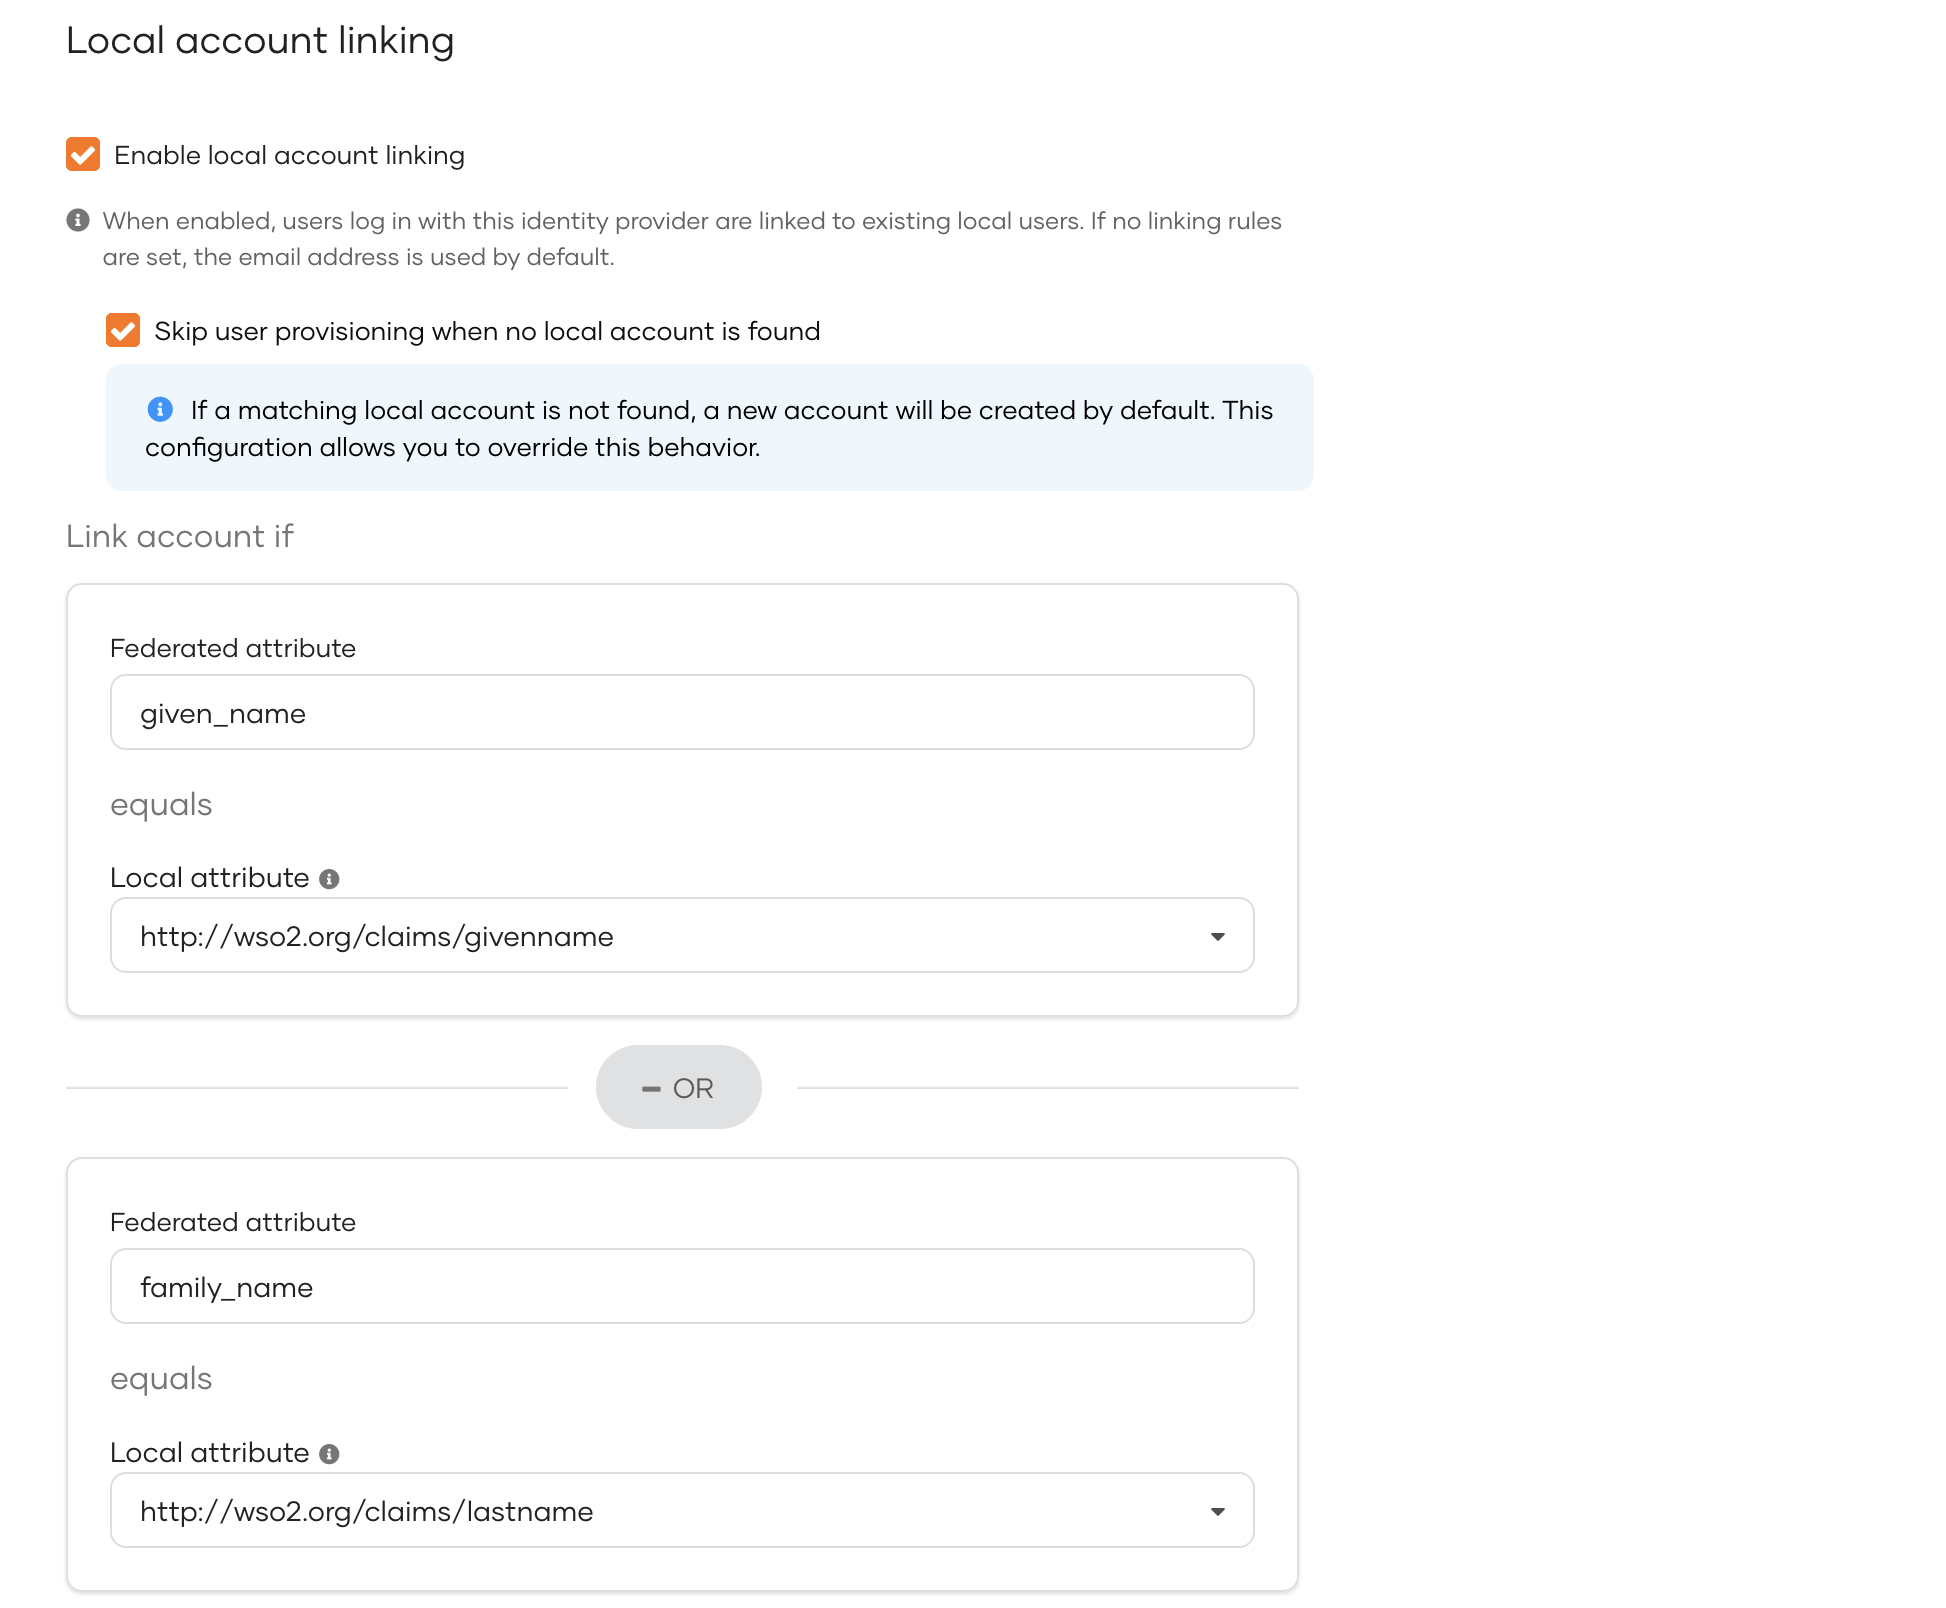 Local account linking
Enable local account linking
When enabled, users log in with this identity provider are linked to existing local users. If no linking rules
are set, the email address is used by default.
Skip user provisioning when no local account is found
If a matching local account is not found, a new account will be created by default. This
configuration allows you to override this behavior.
Link account if
Federated attribute
given_name
equals
Local attribute
http://wso2.org/claims/givenname
OR
Federated attribute
family_name
equals
Local attribute
http://wso2.org/claims/lastname